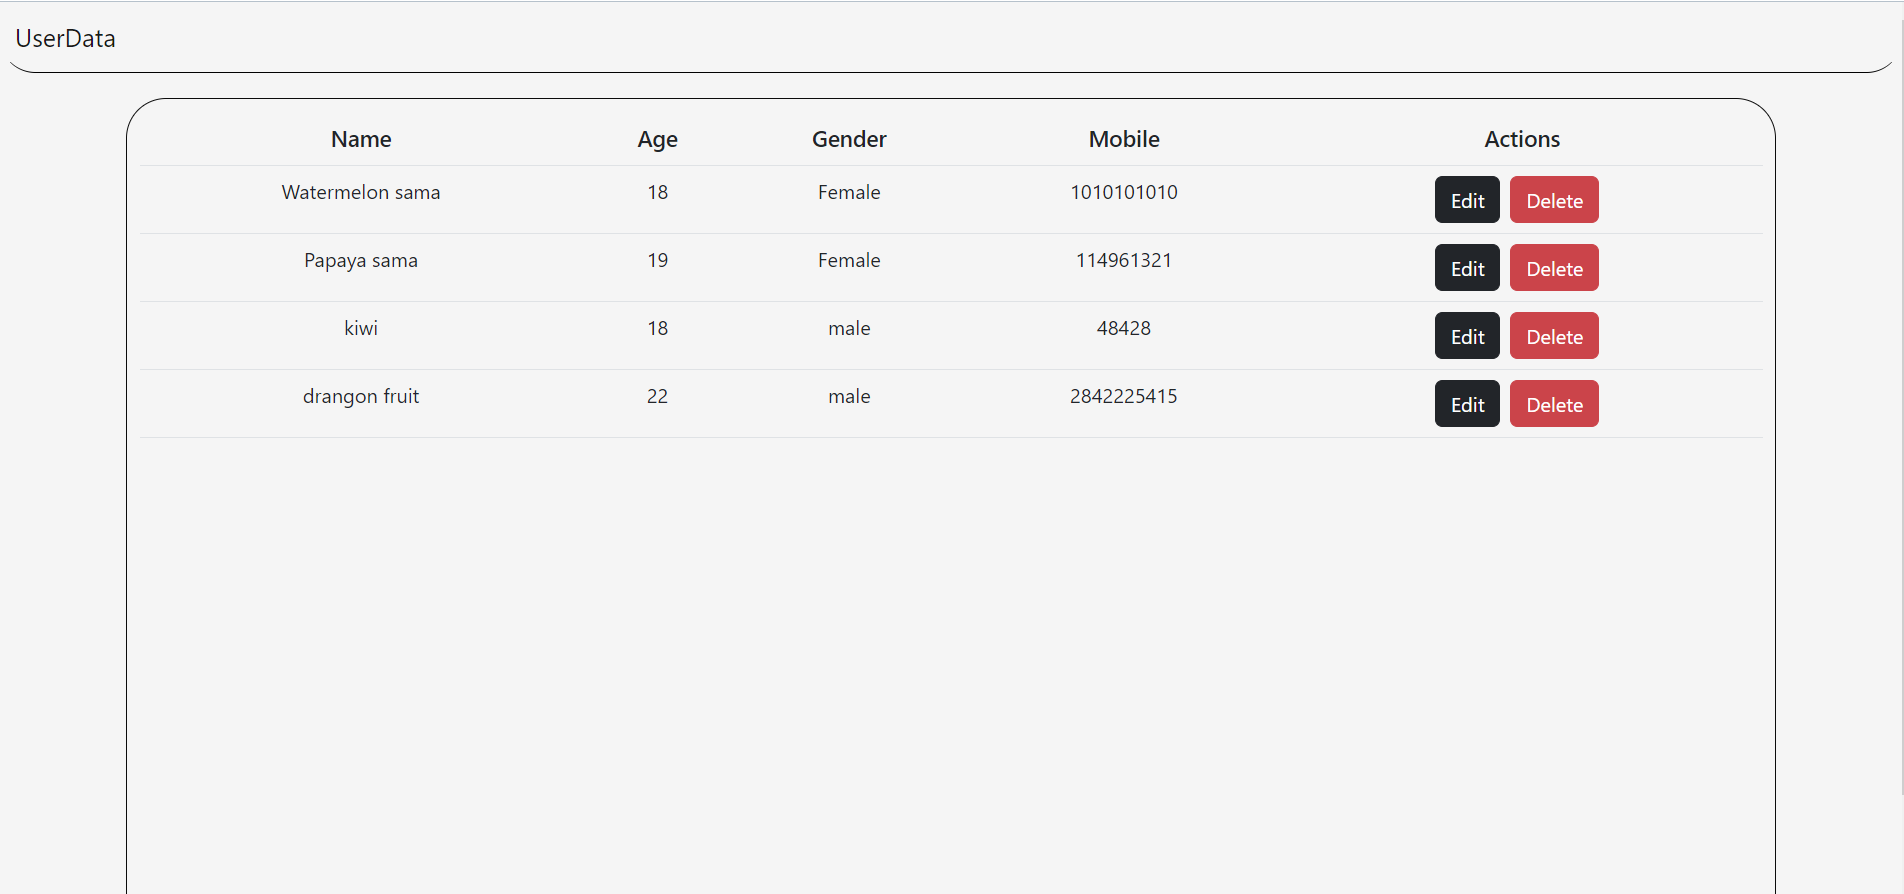 UserData
Name Age Gender Mobile Actions
Watermelon sama 18 Female 1010101010 Edit Delete
Papaya sama 19 Female 114961321 Edit Delete
kiwi 18 male 48428 Edit Delete
drangon fruit 22 male 2842225415 Edit Delete